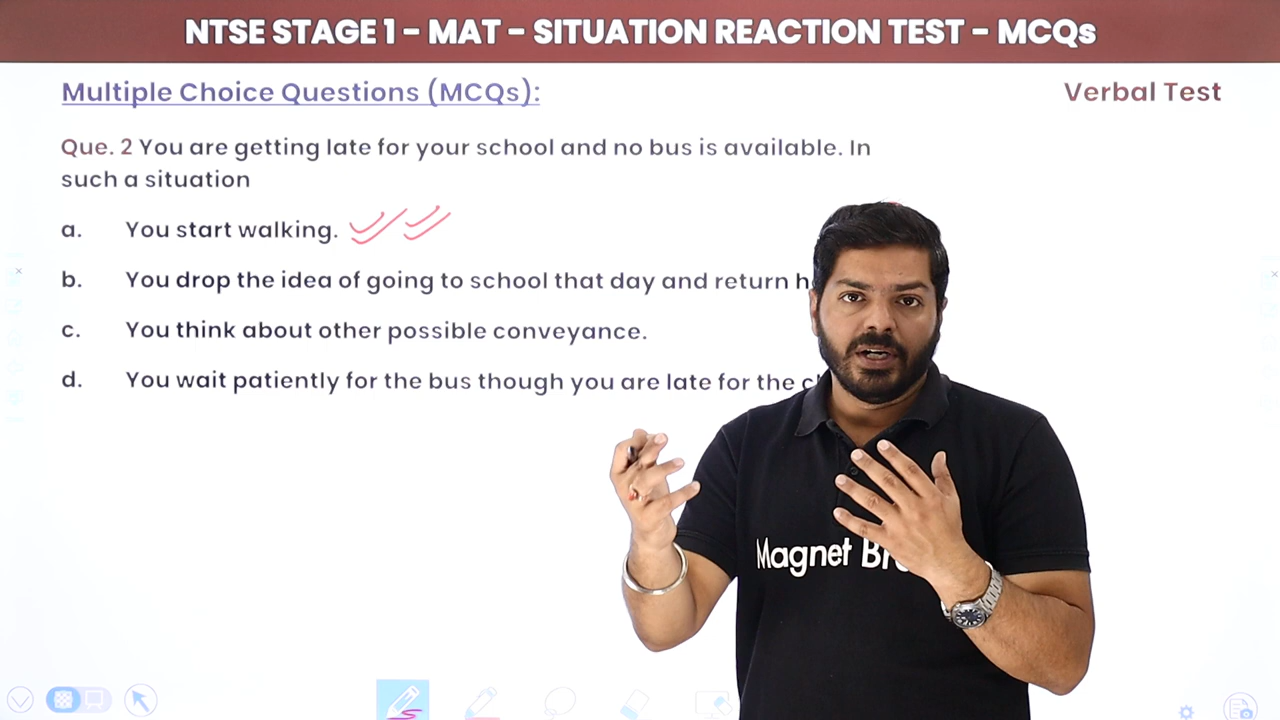 NTSE STAGE 1 – MAT – SITUATION REACTION TEST – MCQs
Multiple Choice Questions (MCQs):
Verbal Test
Que. 2 You are getting late for your school and no bus is available. In
such a situation
a. You start walking.
b. You drop the idea of going to school that day and return
c. You think about other possible conveyance.
d. You wait patiently for the bus though you are late for the
Magnet